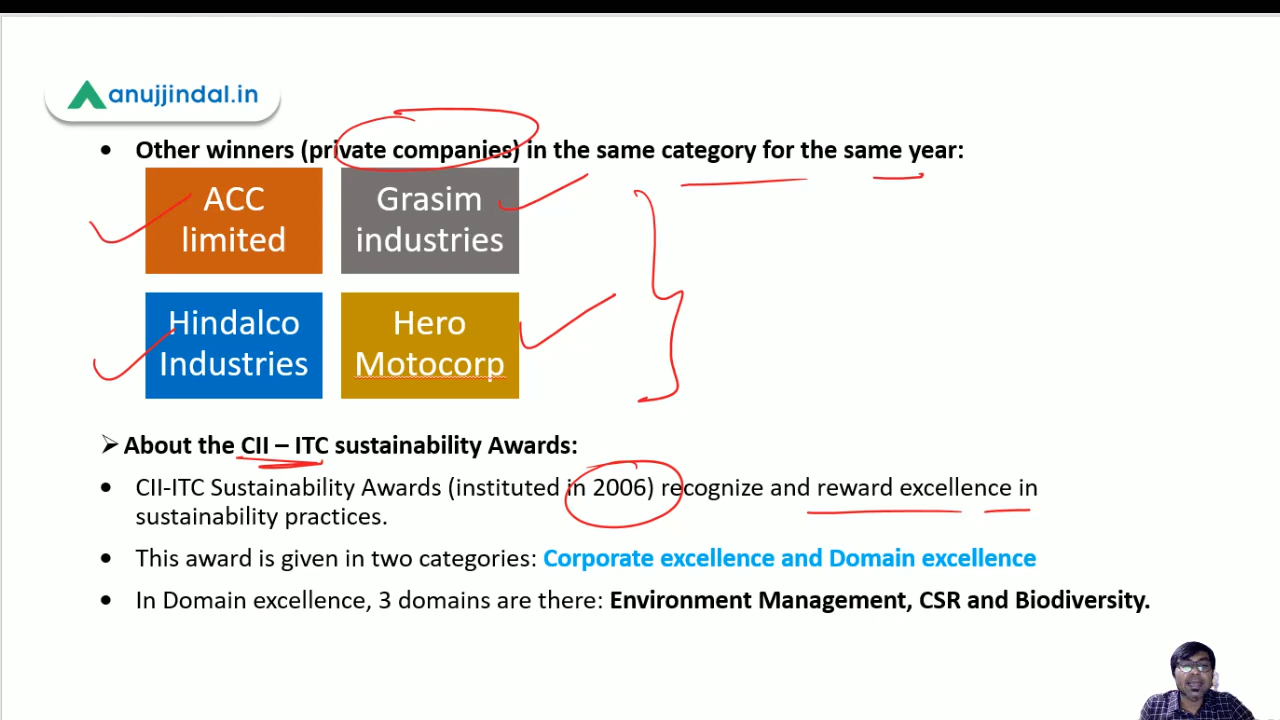 anujjindal.in
• Other winners (private companies) in the same category for the same year:
ACC
limited
Grasim
industries
Hindalco
Industries
Hero
Motocorp
➢ About the CII – ITC sustainability Awards:
• CII-ITC Sustainability Awards (instituted in 2006) recognize and reward excellence in
sustainability practices.
• This award is given in two categories: Corporate excellence and Domain excellence
• In Domain excellence, 3 domains are there: Environment Management, CSR and Biodiversity.